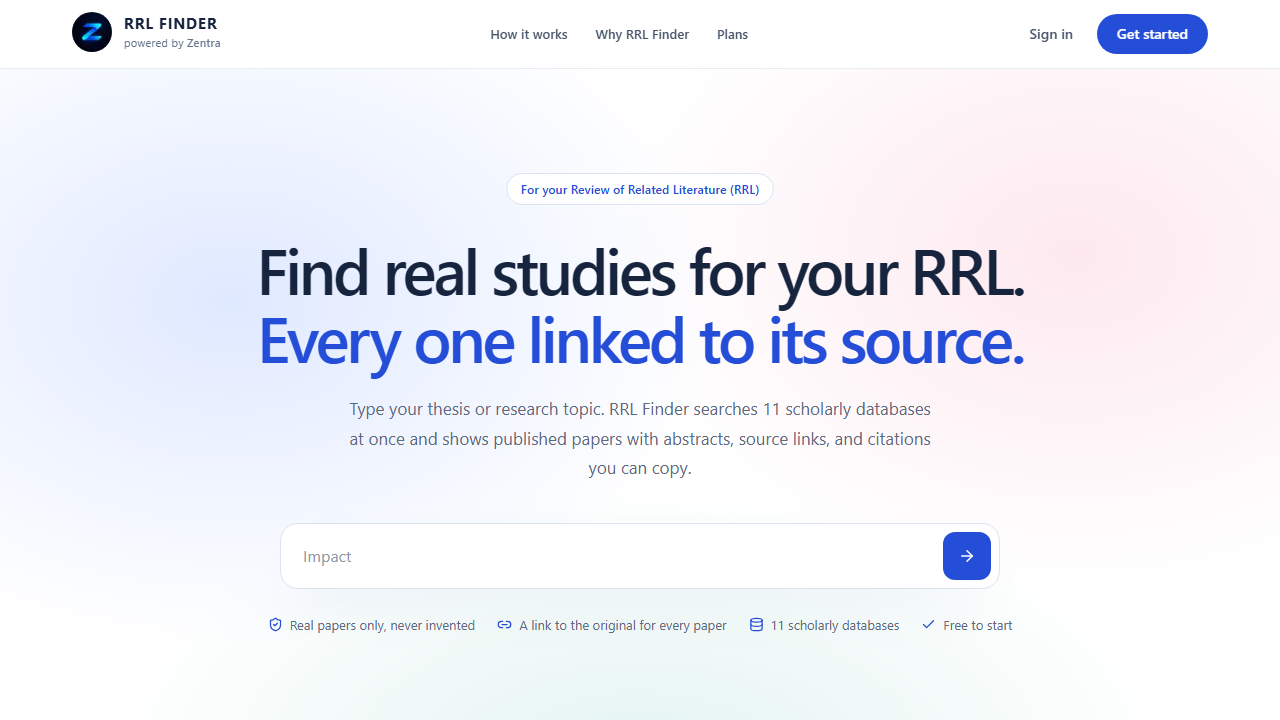 RRL FINDER
powered by Zentra
How it works
Why RRL Finder
Plans
Sign in
Get started
For your Review of Related Literature (RRL)
Find real studies for your RRL.
Every one linked to its source.
Type your thesis or research topic. RRL Finder searches 11 scholarly databases
at once and shows published papers with abstracts, source links, and citations
you can copy.
Impact
Real papers only, never invented
A link to the original for every paper
11 scholarly databases
Free to start